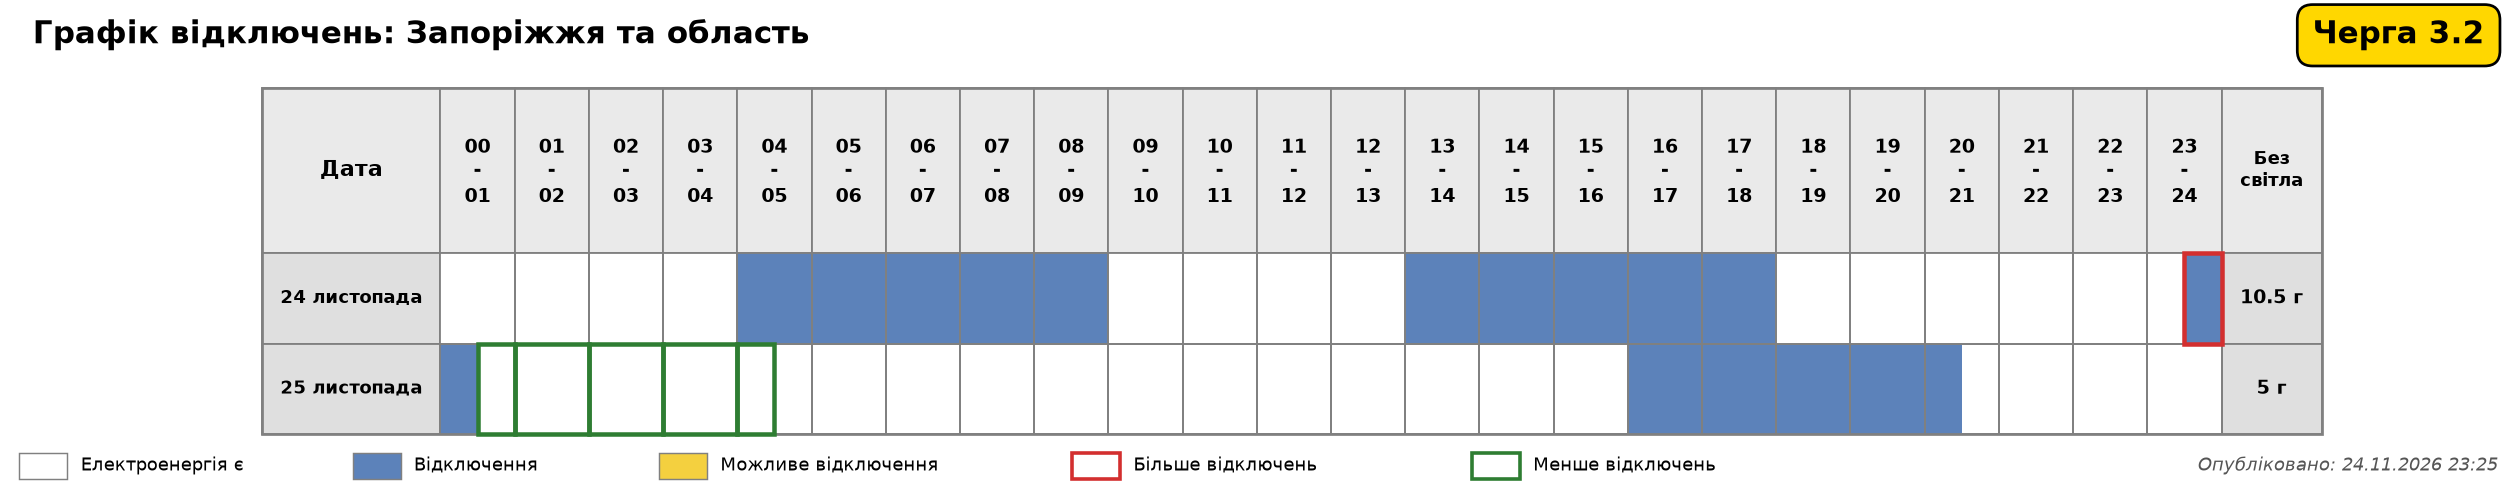 Графік відключень: Запоріжжя та область
Черга 3.2
Дата
00 - 01
01 - 02
02 - 03
03 - 04
04 - 05
05 - 06
06 - 07
07 - 08
08 - 09
09 - 10
10 - 11
11 - 12
12 - 13
13 - 14
14 - 15
15 - 16
16 - 17
17 - 18
18 - 19
19 - 20
20 - 21
21 - 22
22 - 23
23 - 24
Без
світла
24 листопада
10.5 г
25 листопада
5 г
Електроенергія є
Відключення
Можливе відключення
Більше відключень
Менше відключень
Опубліковано: 24.11.2026 23:25